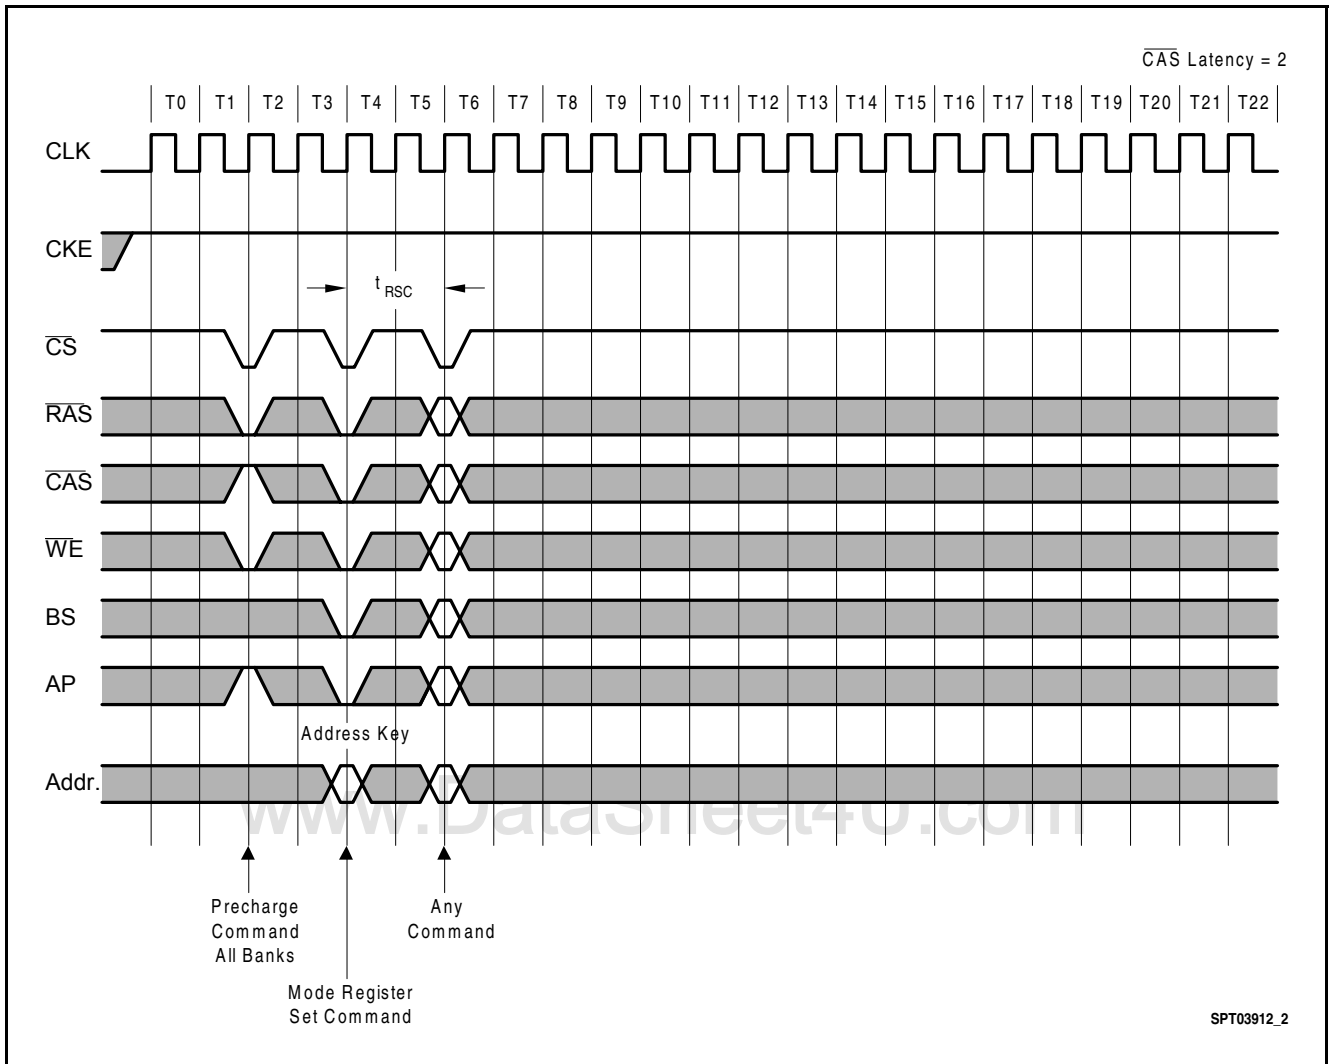 CAS Latency = 2
T0 T1 T2 T3 T4 T5 T6 T7 T8 T9 T10 T11 T12 T13 T14 T15 T16 T17 T18 T19 T20 T21 T22
CLK
CKE
t RSC
CS
RAS
CAS
WE
BS
AP
Address Key
Addr.
www.DataSheet4U.com
Precharge
Command
All Banks
Any
Command
Mode Register
Set Command
SPT03912_2